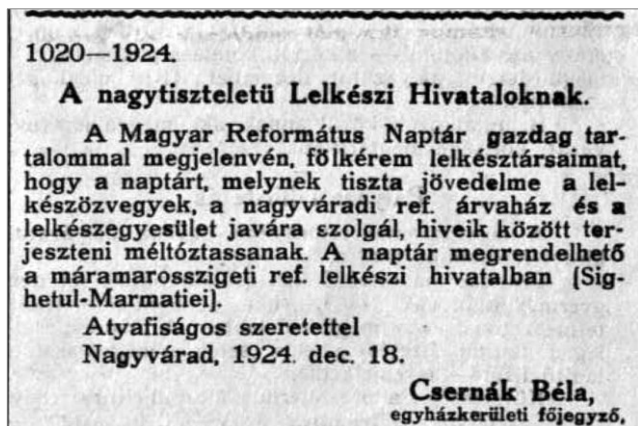 1020—1924.
A nagytiszteletü Lelkészi Hivataloknak.
A Magyar Református Naptár gazdag tar-
talommal megjelenvén, fölkérem lelkésztársaimat,
hogy a naptárt, melynek tiszta jövedelme a lel-
készözvegyek, a nagyváradi ref. árvaház és a
lelkészegyesület javára szolgál, hiveik között ter-
jeszteni méltóztassanak. A naptár megrendelhető
a máramarosszigeti ref. lelkészi hivatalban (Sig-
hetul-Marmatiei).
Atyafiságos szeretettel
Nagyvárad, 1924. dec. 18.
Csernák Béla,
egyházkerületi főjegyző,